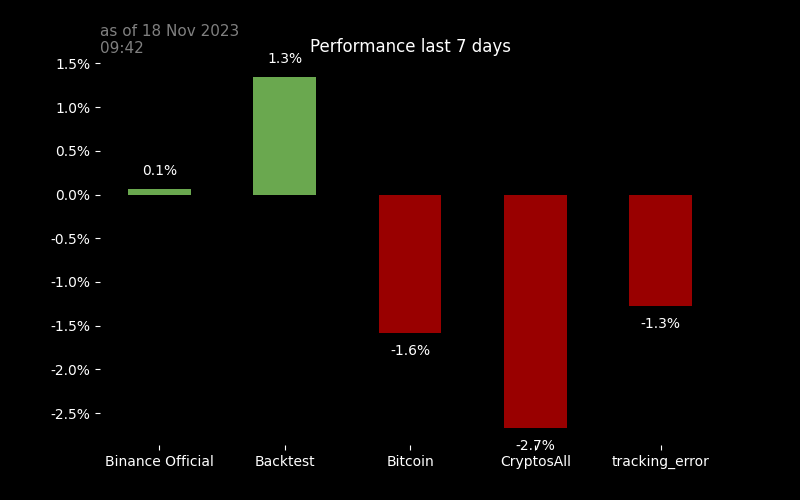 as of 18 Nov 2023
09:42
Performance last 7 days
1.5%
1.0%
0.5%
0.0%
-0.5%
-1.0%
-1.5%
-2.0%
-2.5%
0.1%
1.3%
-1.6%
-2.7%
-1.3%
Binance Official
Backtest
Bitcoin
CryptosAll
tracking_error